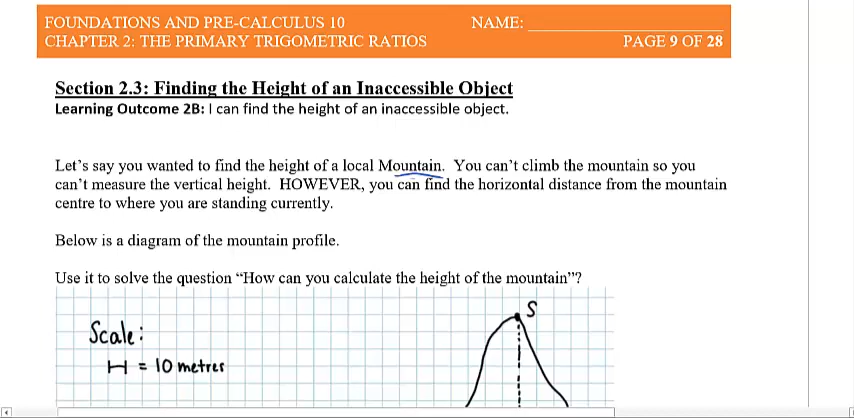 FOUNDATIONS AND PRE-CALCULUS 10 NAME:
CHAPTER 2: THE PRIMARY TRIGOMETRIC RATIOS PAGE 9 OF 28
Section 2.3: Finding the Height of an Inaccessible Object
Learning Outcome 2B: I can find the height of an inaccessible object.
Let's say you wanted to find the height of a local Mountain. You can't climb the mountain so you
can't measure the vertical height. HOWEVER, you can find the horizontal distance from the mountain
centre to where you are standing currently.
Below is a diagram of the mountain profile.
Use it to solve the question “How can you calculate the height of the mountain”?
S
Scale:
H = 10 metres